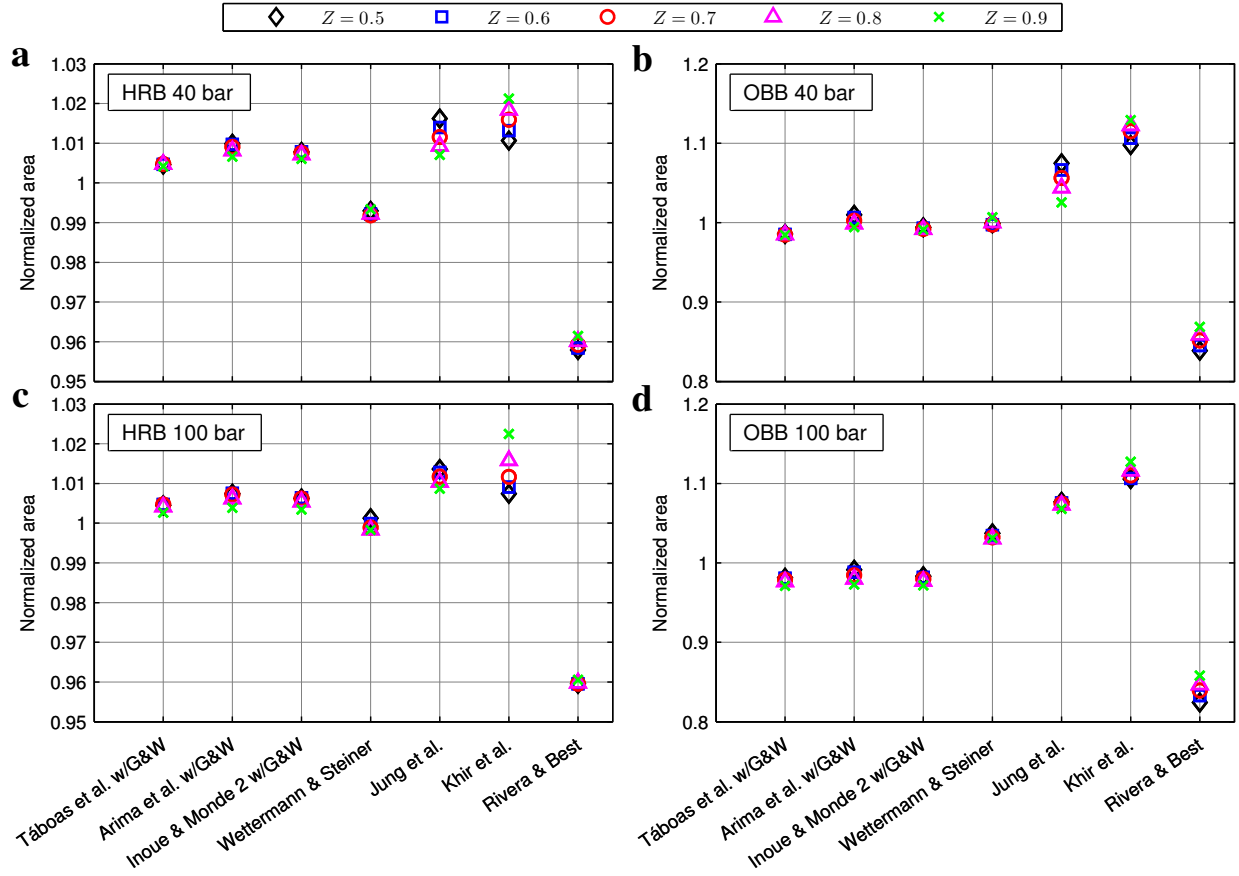 Z = 0.5 Z = 0.6 Z = 0.7 Z = 0.8 Z = 0.9
a
HRB 40 bar
Normalized area
1.03
1.02
1.01
1
0.99
0.98
0.97
0.96
0.95
b
OBB 40 bar
Normalized area
1.2
1.1
1
0.9
0.8
c
HRB 100 bar
Normalized area
1.03
1.02
1.01
1
0.99
0.98
0.97
0.96
0.95
Táboas et al. w/G&W
Arima et al. w/G&W
Inoue & Monde 2 w/G&W
Wettermann & Steiner
Jung et al.
Khir et al.
Rivera & Best
d
OBB 100 bar
Normalized area
1.2
1.1
1
0.9
0.8
Táboas et al. w/G&W
Arima et al. w/G&W
Inoue & Monde 2 w/G&W
Wettermann & Steiner
Jung et al.
Khir et al.
Rivera & Best